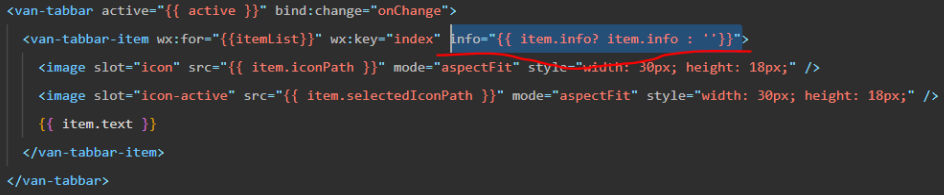 <van-tabbar active="{{ active }}" bind:change="onChange">
<van-tabbar-item wx:for="{{itemList}}" wx:key="index" info="{{ item.info? item.info : ''}}">
<image slot="icon" src="{{ item.iconPath }}" mode="aspectFit" style="width: 30px; height: 18px;" />
<image slot="icon-active" src="{{ item.selectedIconPath }}" mode="aspectFit" style="width: 30px; height: 18px;" />
{{ item.text }}
</van-tabbar-item>
</van-tabbar>